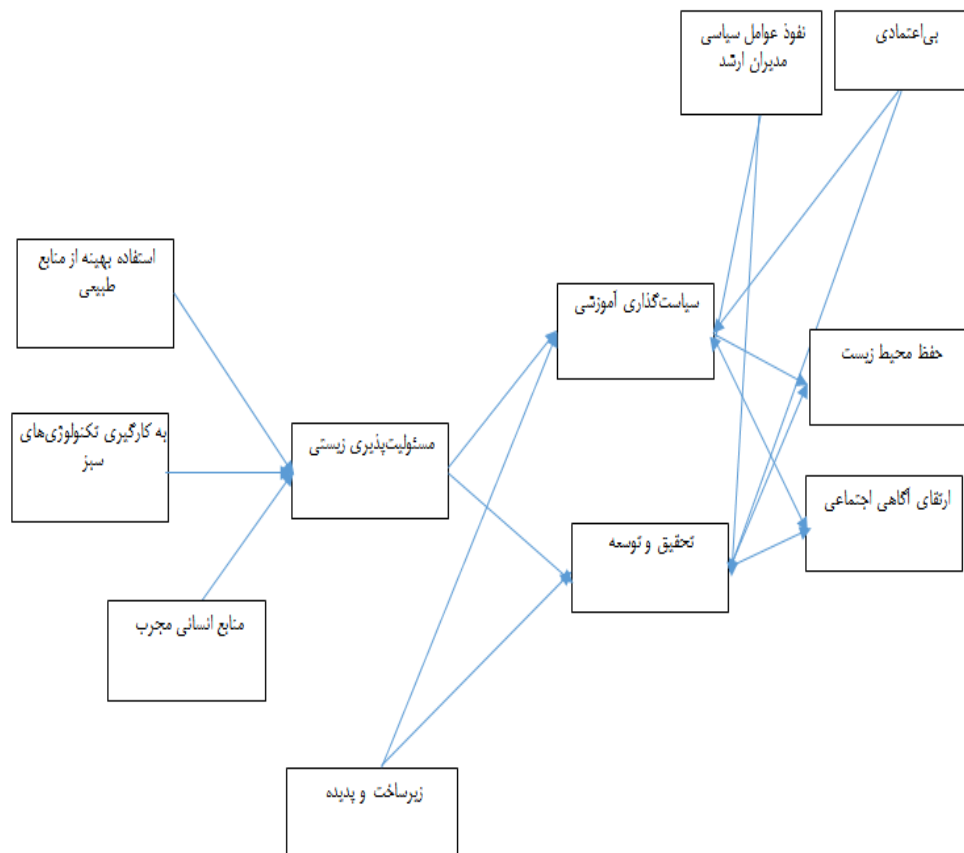 بی‌اعتمادی
نفوذ عوامل سیاسی
مدیران ارشد
استفاده بهینه از منابع
طبیعی
سیاست‌گذاری آموزشی
حفظ محیط زیست
به کارگیری تکنولوژی‌های
سبز
مسئولیت‌پذیری زیستی
ارتقای آگاهی اجتماعی
تحقیق و توسعه
منابع انسانی مجرب
زیرساخت و پدیده